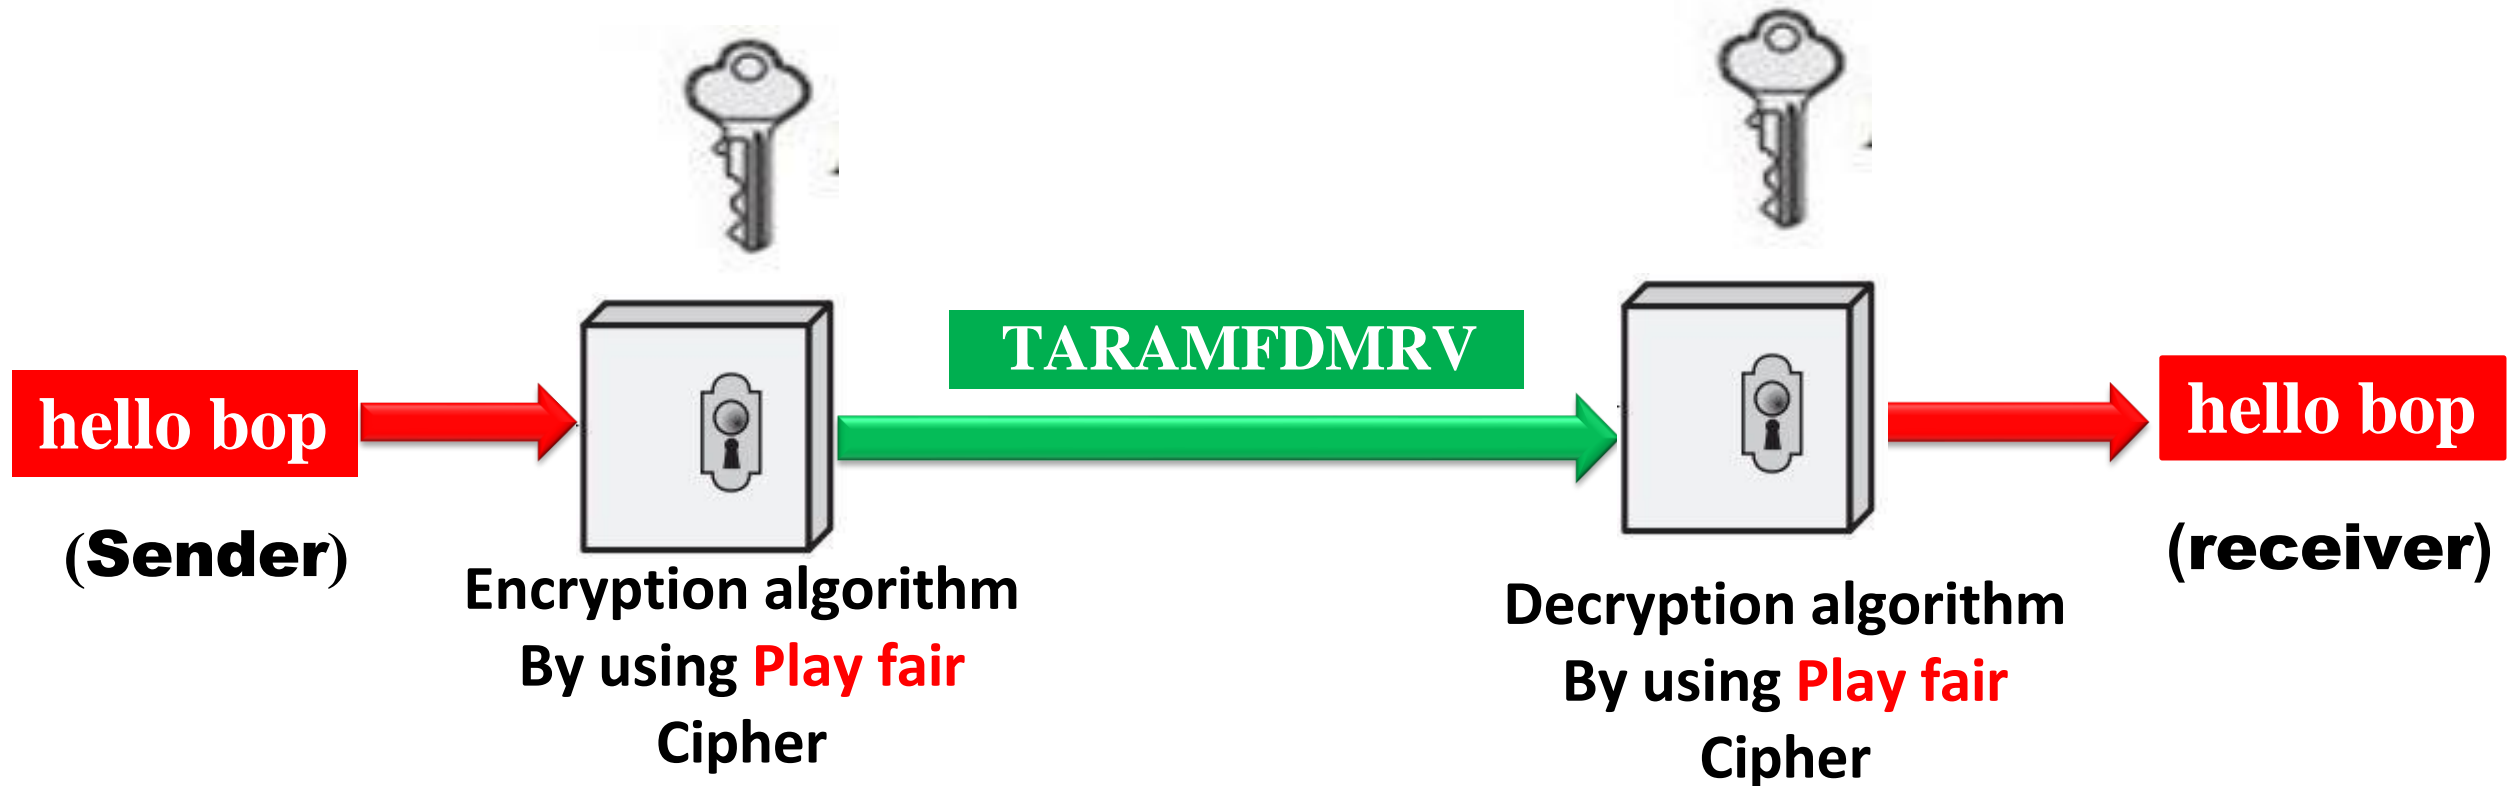 TARAMFDMRV
hello bop
hello bop
(Sender)
(receiver)
Encryption algorithm
By using Play fair
Cipher
Decryption algorithm
By using Play fair
Cipher